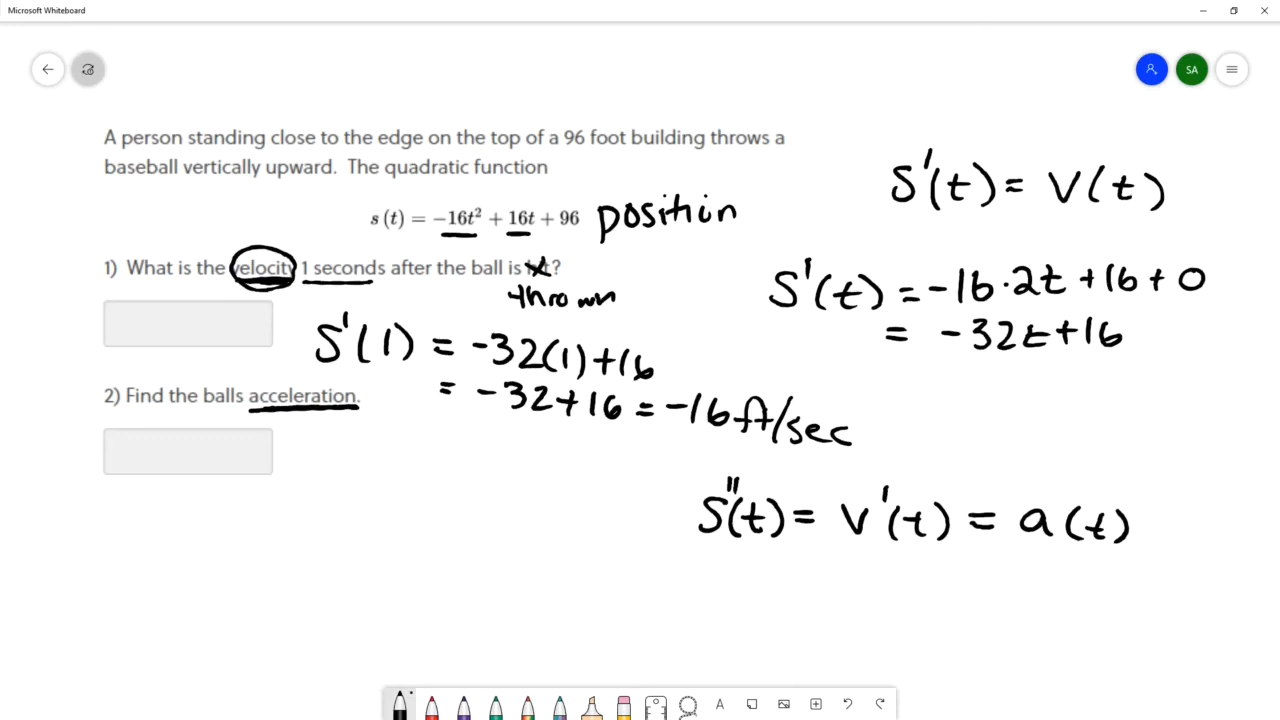 Microsoft Whiteboard
SA
A person standing close to the edge on the top of a 96 foot building throws a
baseball vertically upward.  The quadratic function
s (t) = −16t² + 16t + 96 position
S'(t) = V(t)
1)  What is the velocity 1 seconds after the ball is ?
thrown
S'(t) = -16·2t +16 + 0
= -32t +16
S'(1) = -32(1)+16
= -32+16 = -16 ft/sec
2) Find the balls acceleration.
S''(t) = V'(t) = a(t)
A